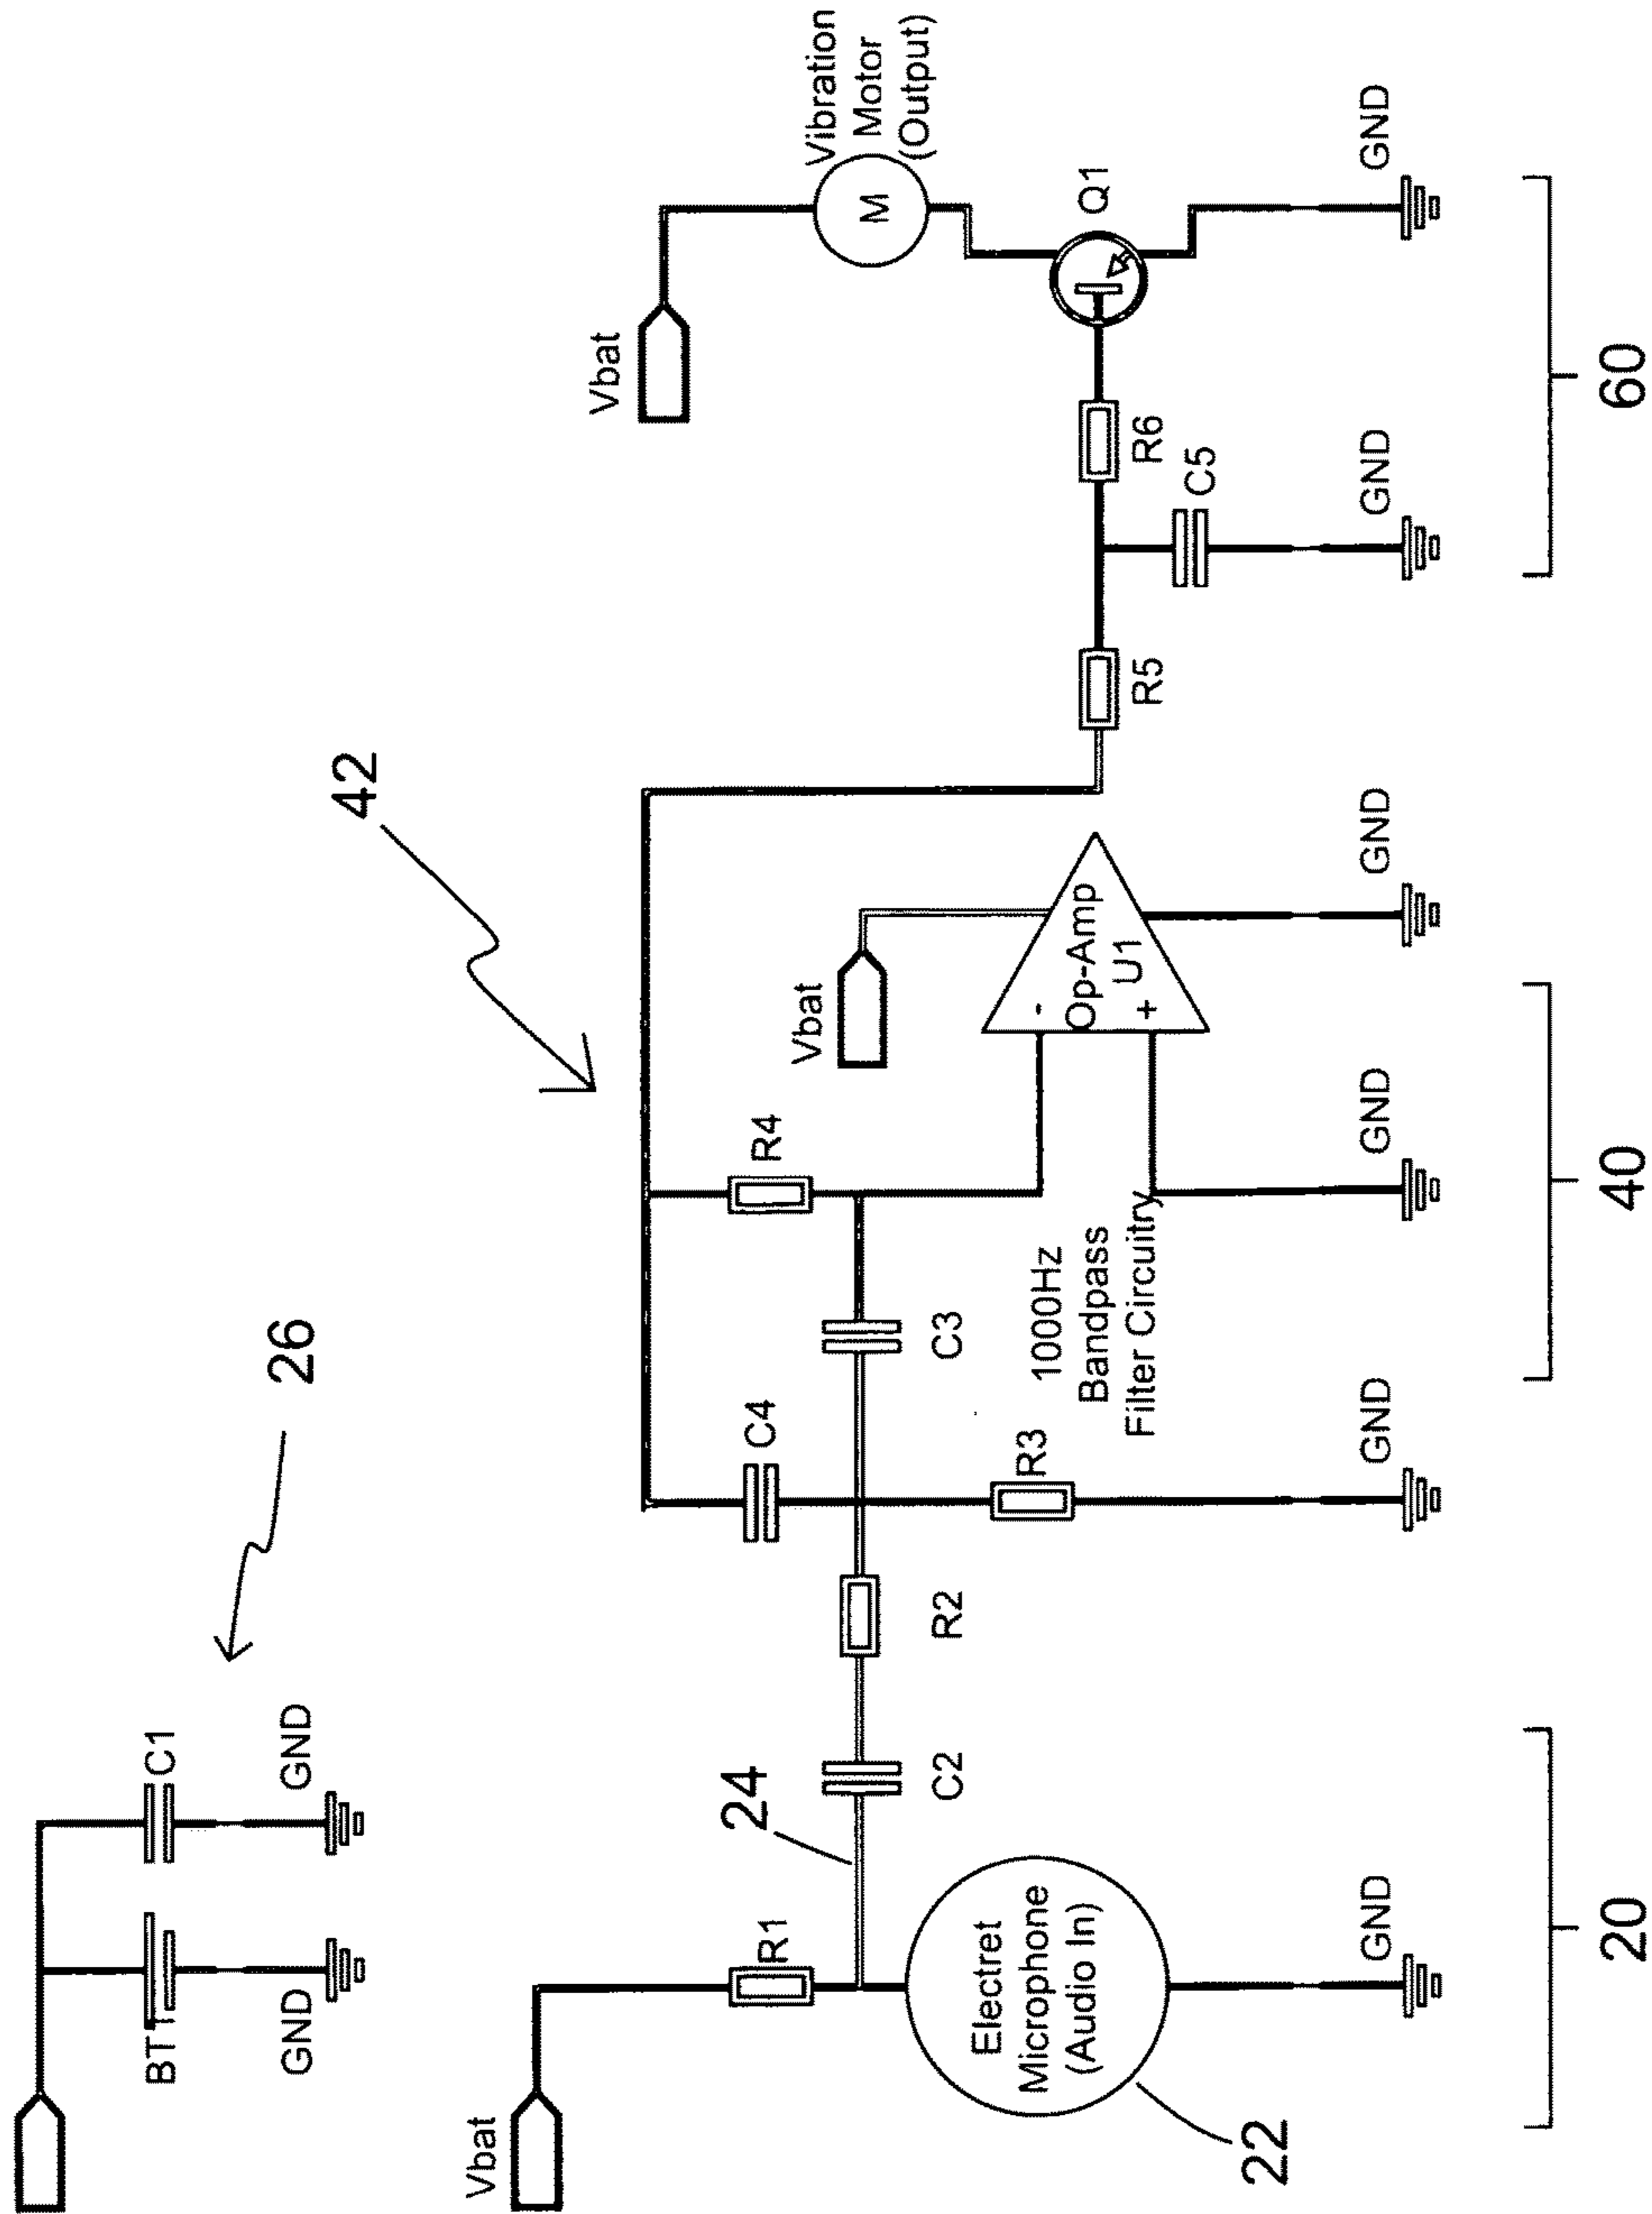 26
BT1
C1
GND
GND
Vbat
R1
24
C2
R2
Electret
Microphone
(Audio In)
22
GND
20
42
C4
R3
GND
C3
R4
1000Hz
Bandpass
Filter Circuitry
GND
Vbat
-
Op-Amp
U1
+
GND
40
R5
C5
GND
R6
Vbat
Vibration
Motor
(Output)
M
Q1
GND
60